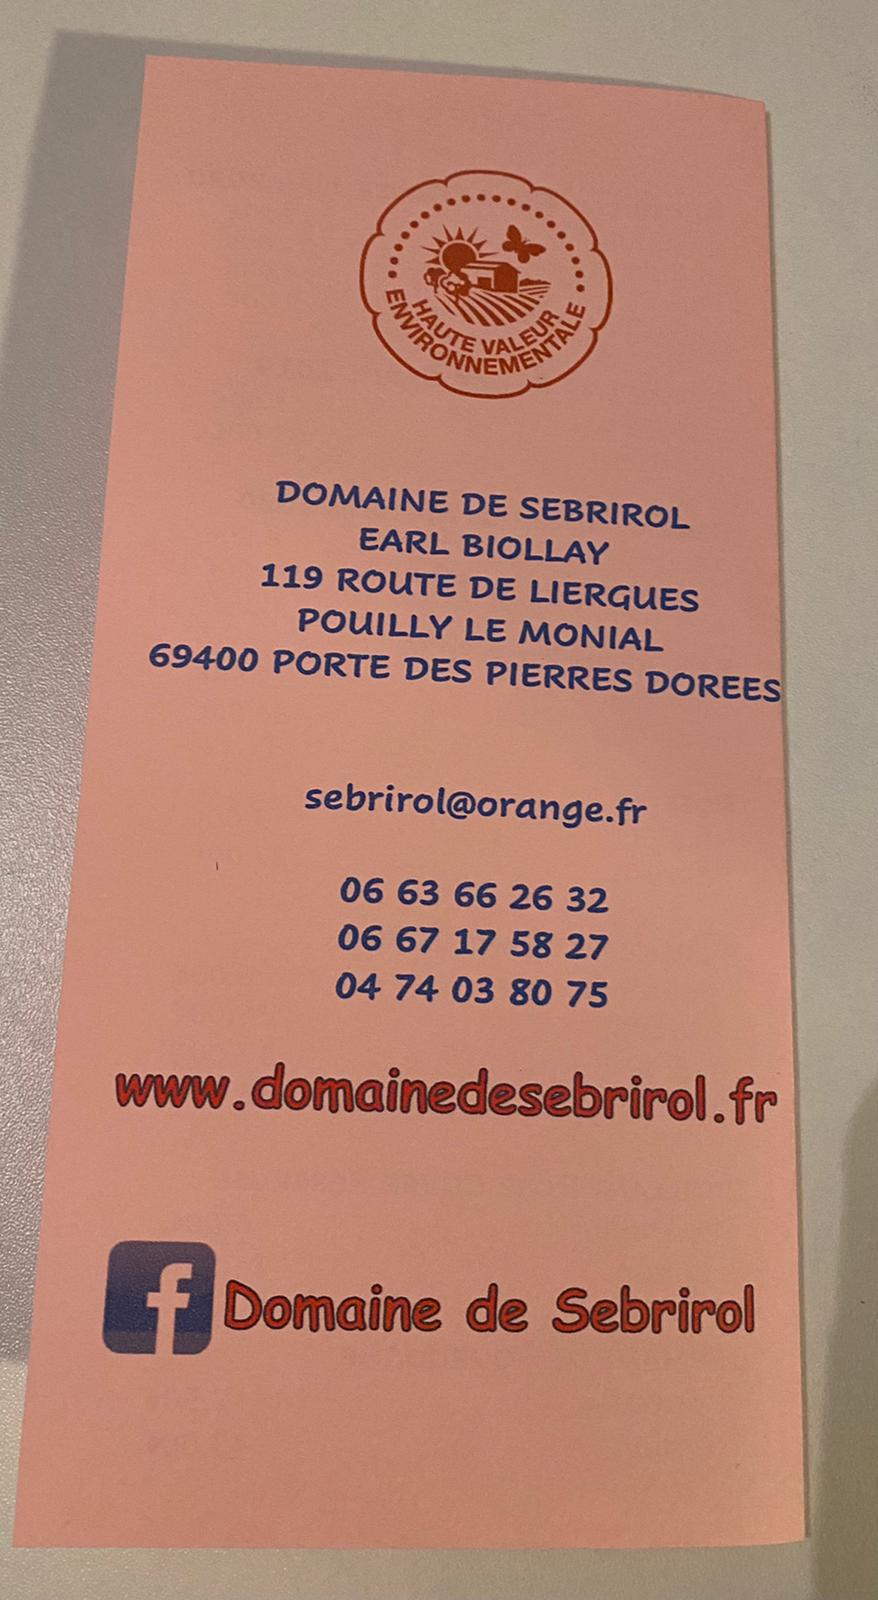 HAUTE VALEUR
ENVIRONNEMENTALE
DOMAINE DE SEBRIROL
EARL BIOLLAY
119 ROUTE DE LIERGUES
POUILLY LE MONIAL
69400 PORTE DES PIERRES DOREES
sebrirol@orange.fr
06 63 66 26 32
06 67 17 58 27
04 74 03 80 75
www.domainedesebrirol.fr
f Domaine de Sebrirol